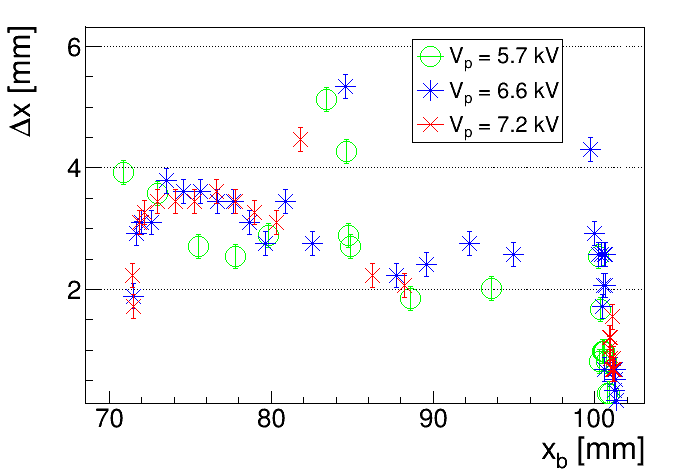 Δx [mm]
6
4
2
V_p = 5.7 kV
V_p = 6.6 kV
V_p = 7.2 kV
70 80 90 100
x_b [mm]